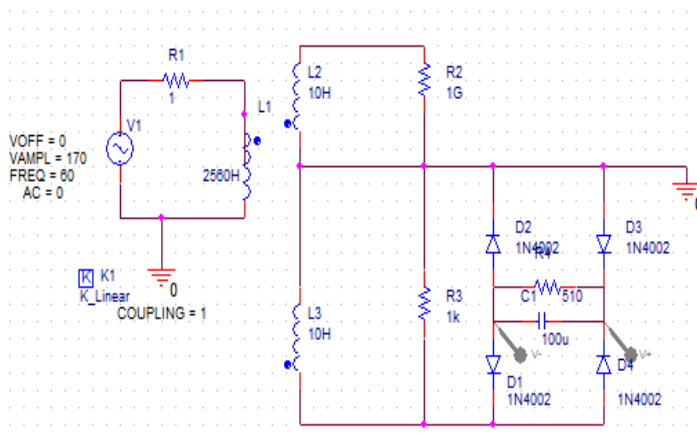 R1
1
V1
VOFF = 0
VAMPL = 170
FREQ = 60
AC = 0
L1
2560H
0
K K1
K_Linear
COUPLING = 1
L2
10H
R2
1G
0
D2
1N4002
D3
1N4002
R4
C1 510
100u
V-
V+
L3
10H
R3
1k
D1
1N4002
D4
1N4002